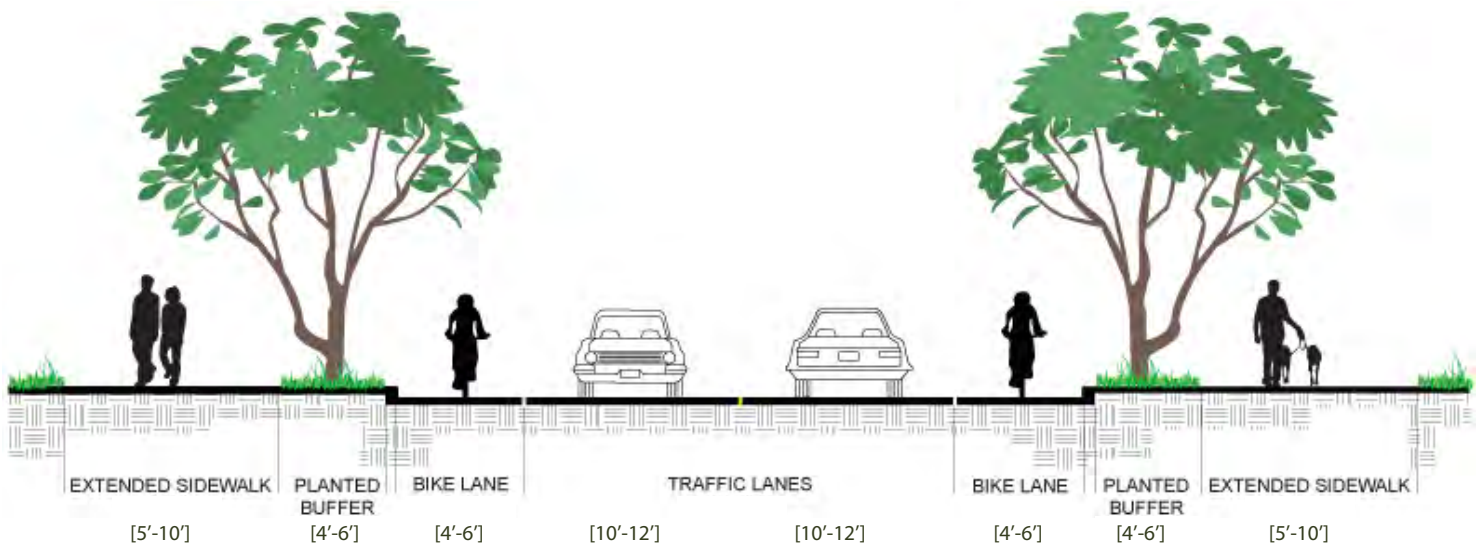 EXTENDED SIDEWALK
PLANTED
BUFFER
BIKE LANE
TRAFFIC LANES
BIKE LANE
PLANTED
BUFFER
EXTENDED SIDEWALK
[5’-10’]
[4’-6’]
[4’-6’]
[10’-12’]
[10’-12’]
[4’-6’]
[4’-6’]
[5’-10’]